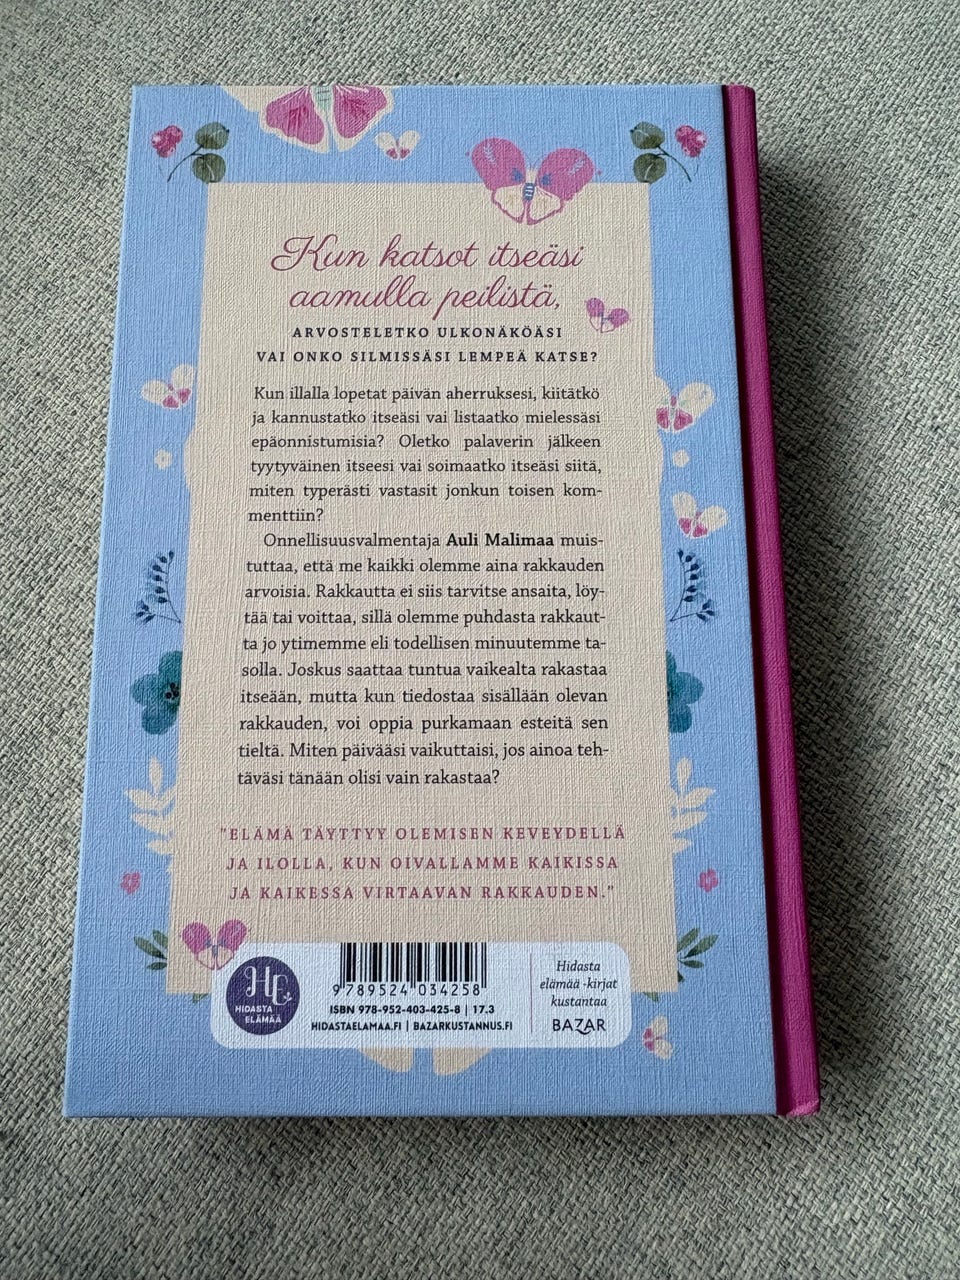 Kun katsot itseäsi
aamulla peilistä,
ARVOSTELETKO ULKONÄKÖÄSI
VAI ONKO SILMISSÄSI LEMPEÄ KATSE?
Kun illalla lopetat päivän aherruksesi, kiitätkö
ja kannustatko itseäsi vai listaatko mielessäsi
epäonnistumisia? Oletko palaverin jälkeen
tyytyväinen itseesi vai soimaatko itseäsi siitä,
miten typerästi vastasit jonkun toisen kom-
menttiin?
Onnellisuusvalmentaja Auli Malimaa muis-
tuttaa, että me kaikki olemme aina rakkauden
arvoisia. Rakkautta ei siis tarvitse ansaita, löy-
tää tai voittaa, sillä olemme puhdasta rakkaut-
ta jo ytimemme eli todellisen minuutemme ta-
solla. Joskus saattaa tuntua vaikealta rakastaa
itseään, mutta kun tiedostaa sisällään olevan
rakkauden, voi oppia purkamaan esteitä sen
tieltä. Miten päivääsi vaikuttaisi, jos ainoa teh-
täväsi tänään olisi vain rakastaa?
"ELÄMÄ TÄYTTYY OLEMISEN KEVEYDELLÄ
JA ILOLLA, KUN OIVALLAMME KAIKISSA
JA KAIKESSA VIRTAAVAN RAKKAUDEN."
HE
HIDASTA
ELÄMÄÄ
9 789524 034258
ISBN 978-952-403-425-8 | 17.3
HIDASTAELAMAA.FI | BAZARKUSTANNUS.FI
Hidasta
elämää -kirjat
kustantaa
BAZAR